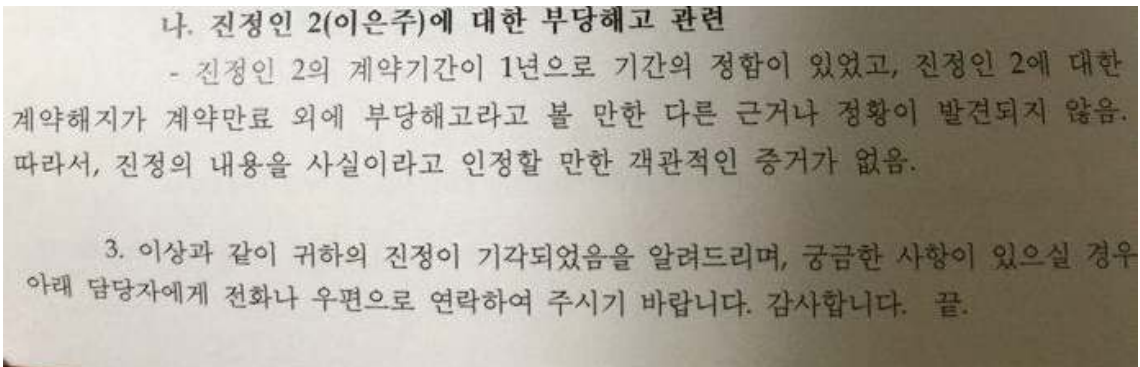 나. 진정인 2(이은주)에 대한 부당해고 관련
- 진정인 2의 계약기간이 1년으로 기간의 정함이 있었고, 진정인 2에 대한
계약해지가 계약만료 외에 부당해고라고 볼 만한 다른 근거나 정황이 발견되지 않음.
따라서, 진정의 내용을 사실이라고 인정할 만한 객관적인 증거가 없음.
3. 이상과 같이 귀하의 진정이 기각되었음을 알려드리며, 궁금한 사항이 있으실 경우
아래 담당자에게 전화나 우편으로 연락하여 주시기 바랍니다. 감사합니다. 끝.